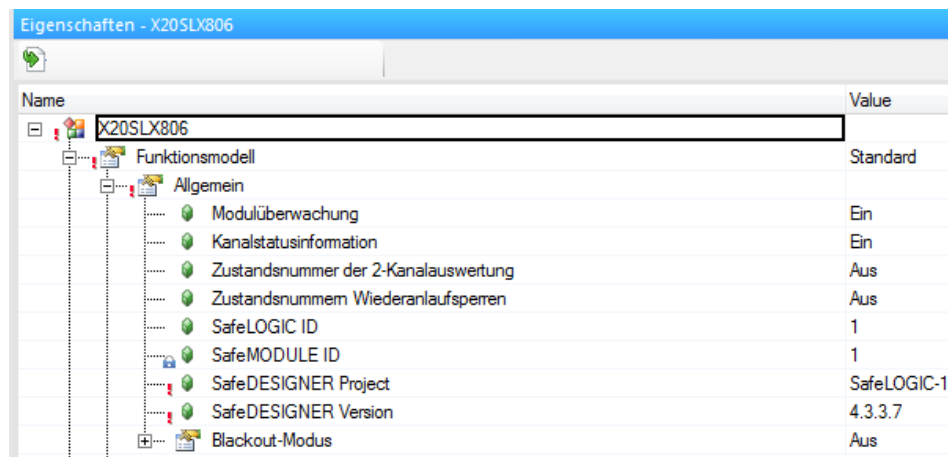 Eigenschaften - X20SLX806
Name Value
X20SLX806
Funktionsmodell Standard
Allgemein
Modulüberwachung Ein
Kanalstatusinformation Ein
Zustandsnummer der 2-Kanalauswertung Aus
Zustandsnummern Wiederanlaufsperren Aus
SafeLOGIC ID 1
SafeMODULE ID 1
SafeDESIGNER Project SafeLOGIC-1
SafeDESIGNER Version 4.3.3.7
Blackout-Modus Aus